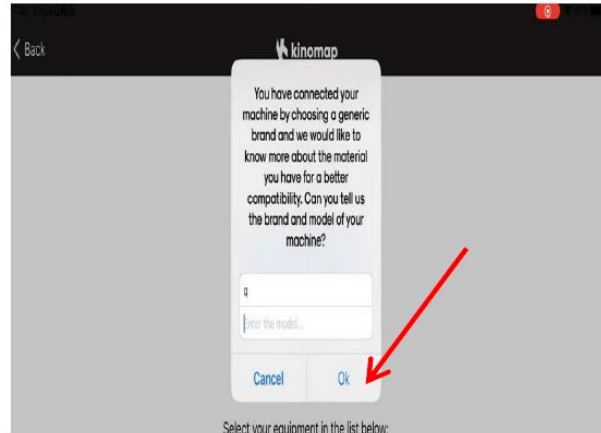 Back
kinomap
You have connected your
machine by choosing a generic
brand and we would like to
know more about the material
you have for a better
compatibility. Can you tell us
the brand and model of your
machine?
q
Enter the model...
Cancel Ok
Select your equipment in the list below: